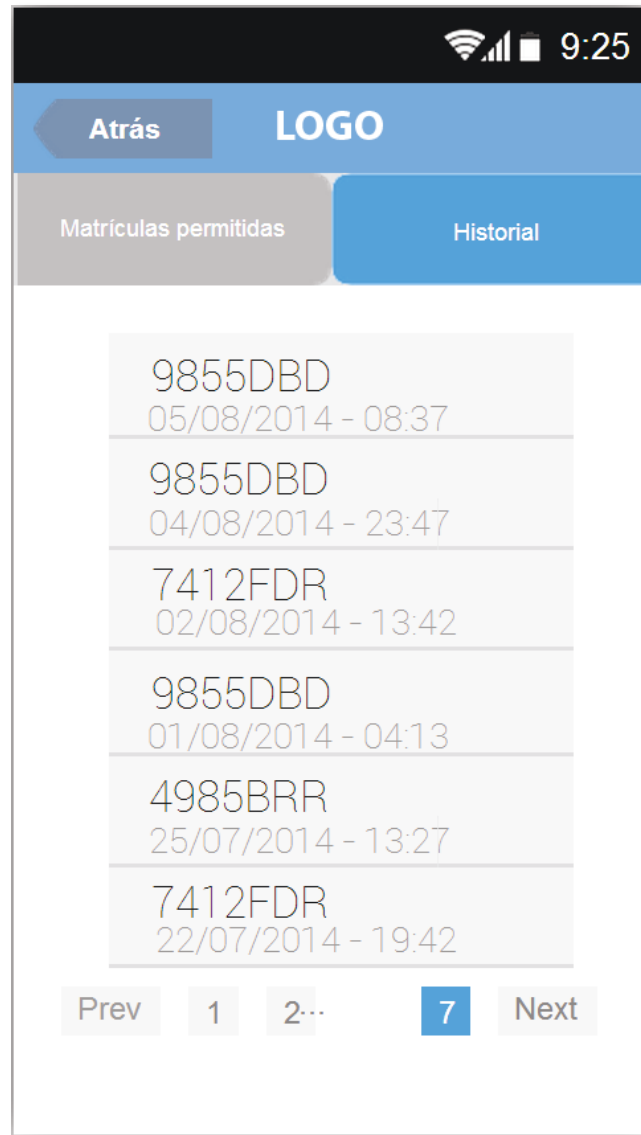 9:25
Atrás LOGO
Matrículas permitidas Historial
9855DBD
05/08/2014 - 08:37
9855DBD
04/08/2014 - 23:47
7412FDR
02/08/2014 - 13:42
9855DBD
01/08/2014 - 04:13
4985BRR
25/07/2014 - 13:27
7412FDR
22/07/2014 - 19:42
Prev 1 2... 7 Next